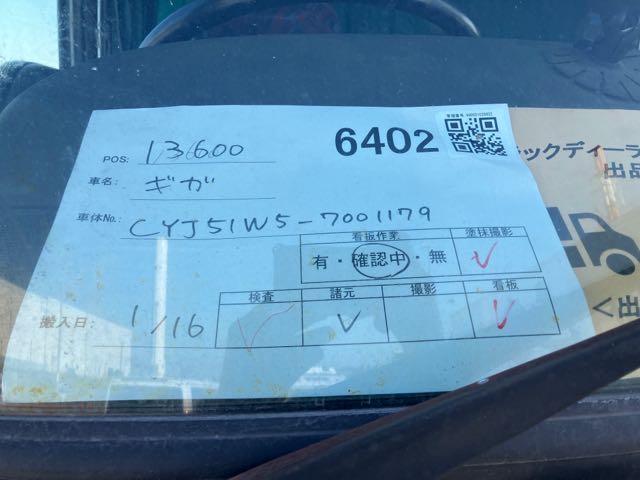 6402
POS: 13600
車名: ギガ
車体No.: CYJ51W5-7001179
看板作業 塗抹撮影
有・確認中・無 ✓
検査 諸元 撮影 看板
搬入日: 1/16 ✓ ✓ ✓
ックディーラ
出品
<出